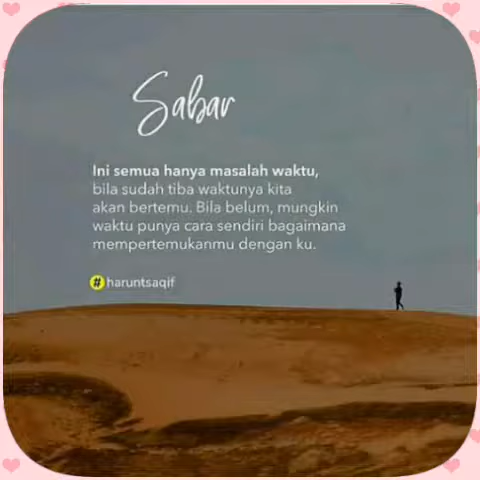 Sabar
Ini semua hanya masalah waktu,
bila sudah tiba waktunya kita
akan bertemu. Bila belum, mungkin
waktu punya cara sendiri bagaimana
mempertemukanmu dengan ku.
# haruntsaqif